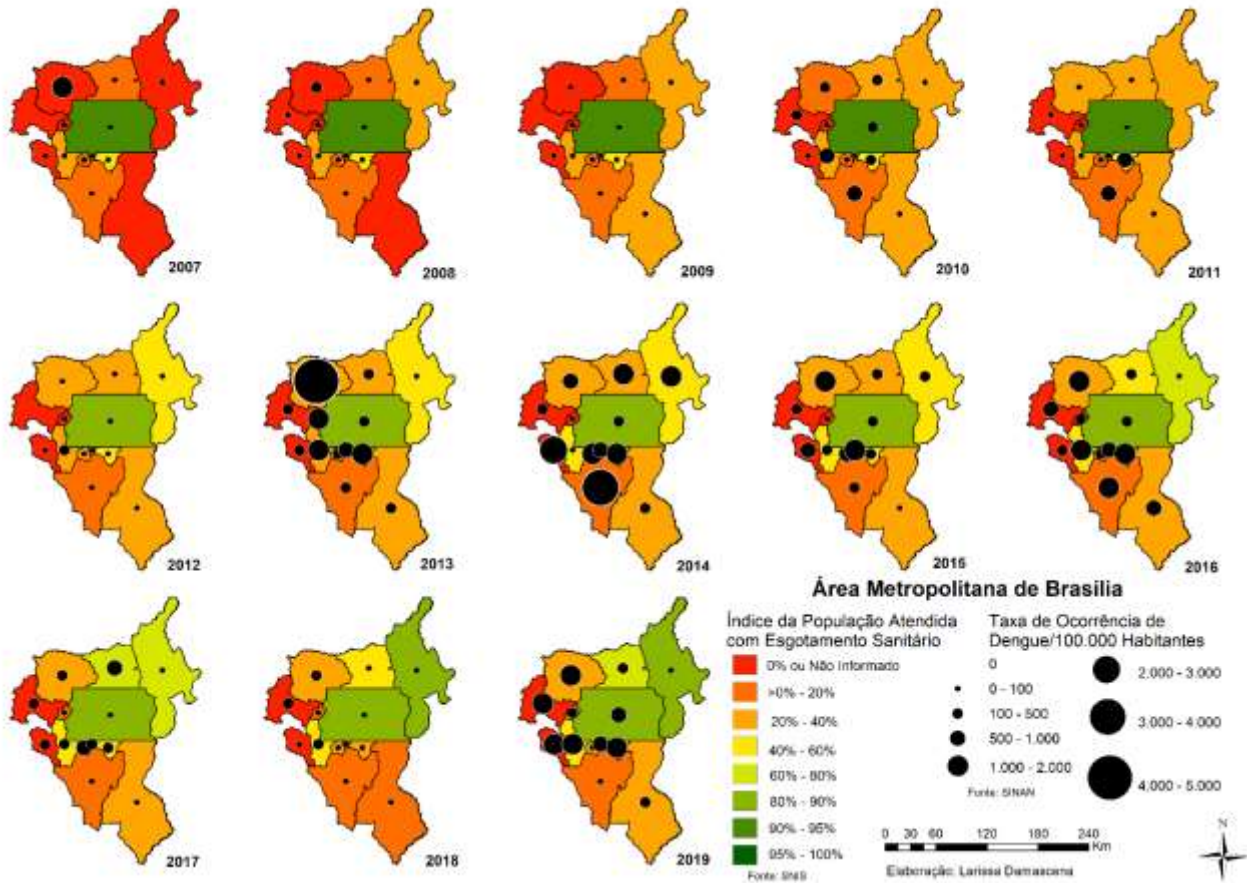 2007
2008
2009
2010
2011
2012
2013
2014
2015
2016
Área Metropolitana de Brasília
Índice da População Atendida
com Esgotamento Sanitário
0% ou Não Informado
>0% - 20%
20% - 40%
40% - 60%
60% - 80%
80% - 90%
90% - 95%
95% - 100%
Fonte: SNIS
Taxa de Ocorrência de
Dengue/100.000 Habitantes
0
0 - 100
100 - 500
500 - 1.000
1.000 - 2.000
Fonte: SINAN
2.000 - 3.000
3.000 - 4.000
4.000 - 5.000
0 30 60 120 180 240
Km
Elaboração: Larissa Damascena
N
2017
2018
2019